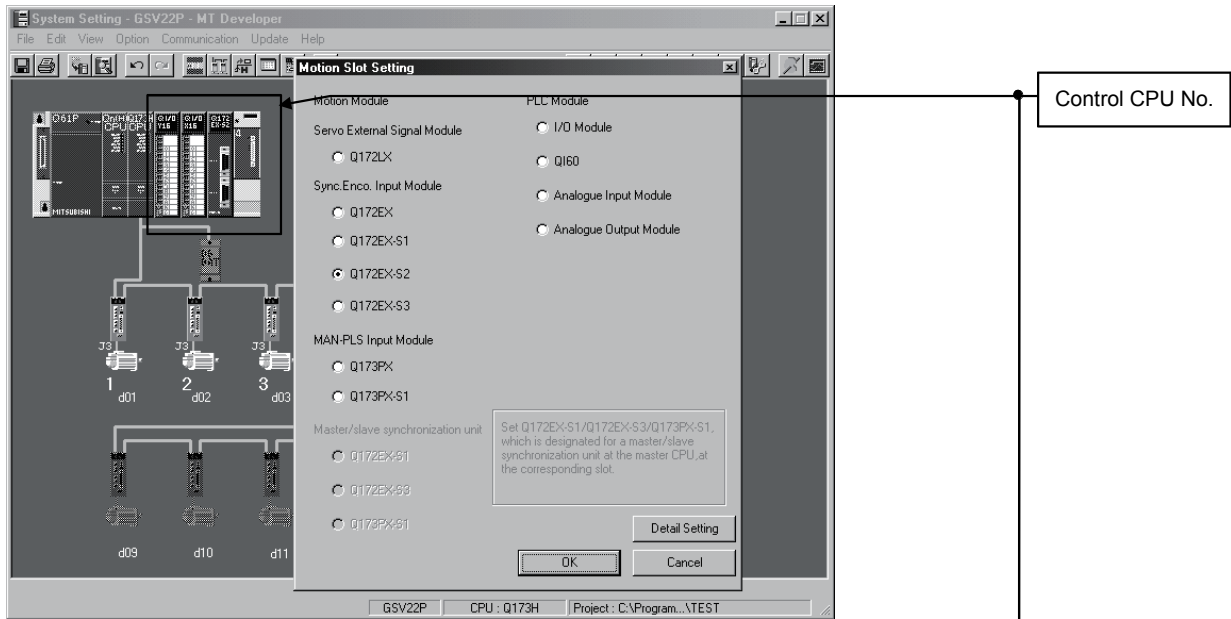 System Setting - GSV22P - MT Developer
File Edit View Option Communication Update Help
Motion Slot Setting
Control CPU No.
Motion Module
PLC Module
Servo External Signal Module
Q172LX
Sync.Enco. Input Module
Q172EX
Q172EX-S1
Q172EX-S2
Q172EX-S3
MAN-PLS Input Module
Q173PX
Q173PX-S1
Master/slave synchronization unit
Q172EX-S1
Q172EX-S3
Q173PX-S1
I/O Module
QI60
Analogue Input Module
Analogue Output Module
Set Q172EX-S1/Q172EX-S3/Q173PX-S1,
which is designated for a master/slave
synchronization unit at the master CPU,at
the corresponding slot.
Detail Setting
OK
Cancel
Q61P
MITSUBISHI
J3 J3 J3
1 2 3
d01 d02 d03
d09 d10 d11
GSV22P CPU : Q173H Project : C:\Program...\TEST